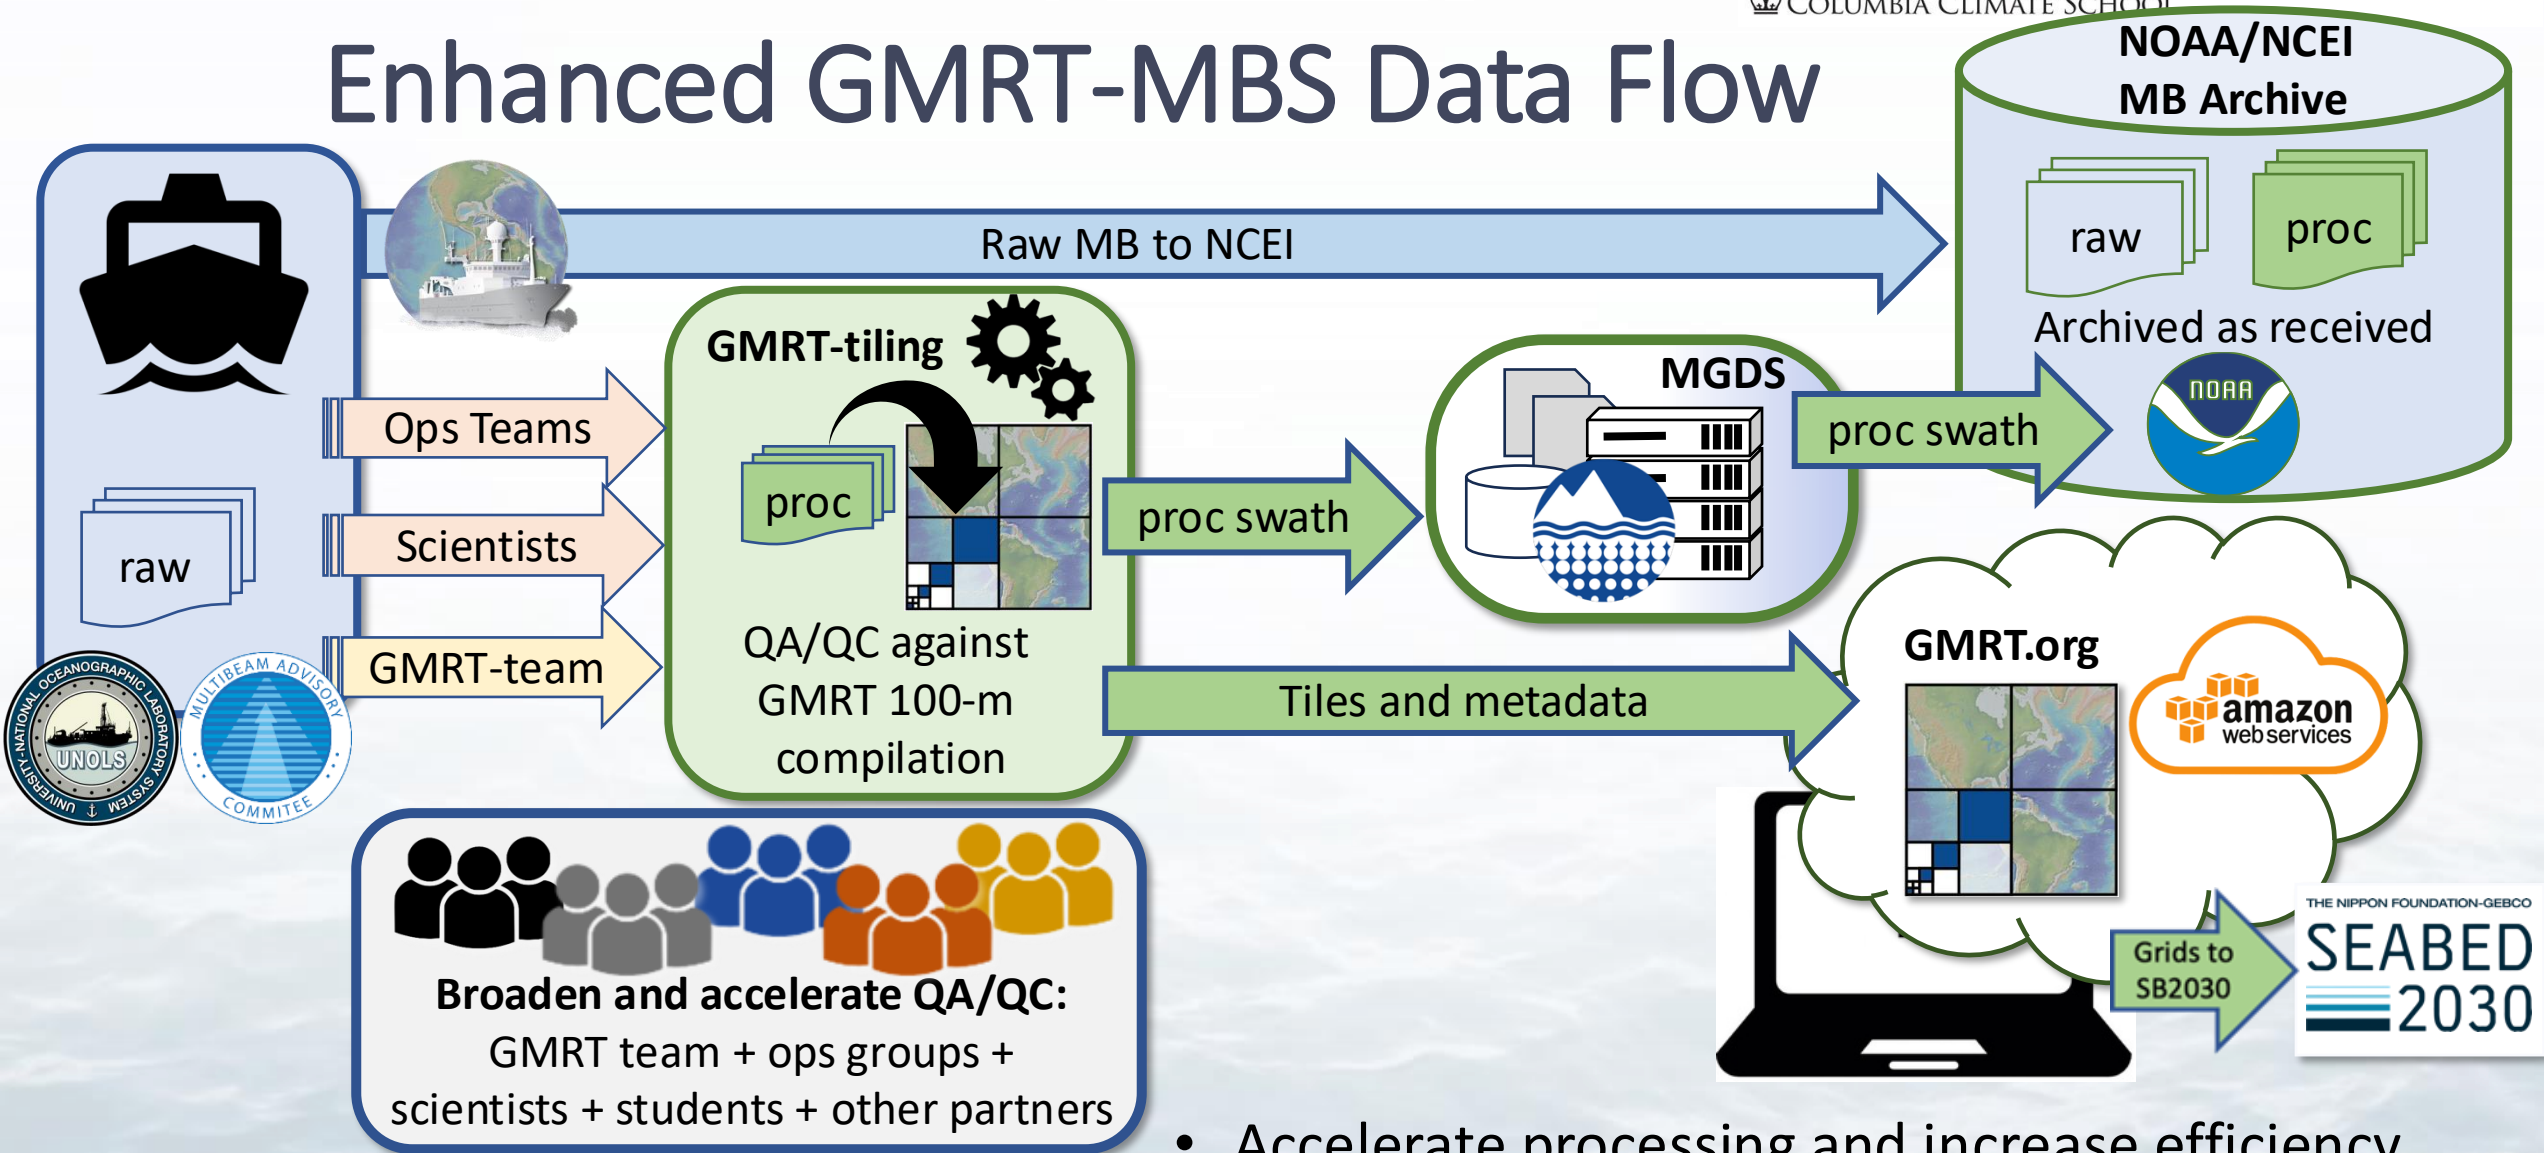 COLUMBIA CLIMATE SCHOOL
Enhanced GMRT-MBS Data Flow
NOAA/NCEI
MB Archive
raw
proc
Archived as received
NOAA
Raw MB to NCEI
Ops Teams
Scientists
GMRT-team
raw
UNIVERSITY-NATIONAL OCEANOGRAPHIC LABORATORY SYSTEM
UNOLS
MULTIBEAM ADVISORY
COMMITEE
GMRT-tiling
proc
QA/QC against
GMRT 100-m
compilation
proc swath
MGDS
proc swath
Tiles and metadata
GMRT.org
amazon
web services
Grids to
SB2030
THE NIPPON FOUNDATION-GEBCO
SEABED
2030
Broaden and accelerate QA/QC:
GMRT team + ops groups +
scientists + students + other partners
• Accelerate processing and increase efficiency